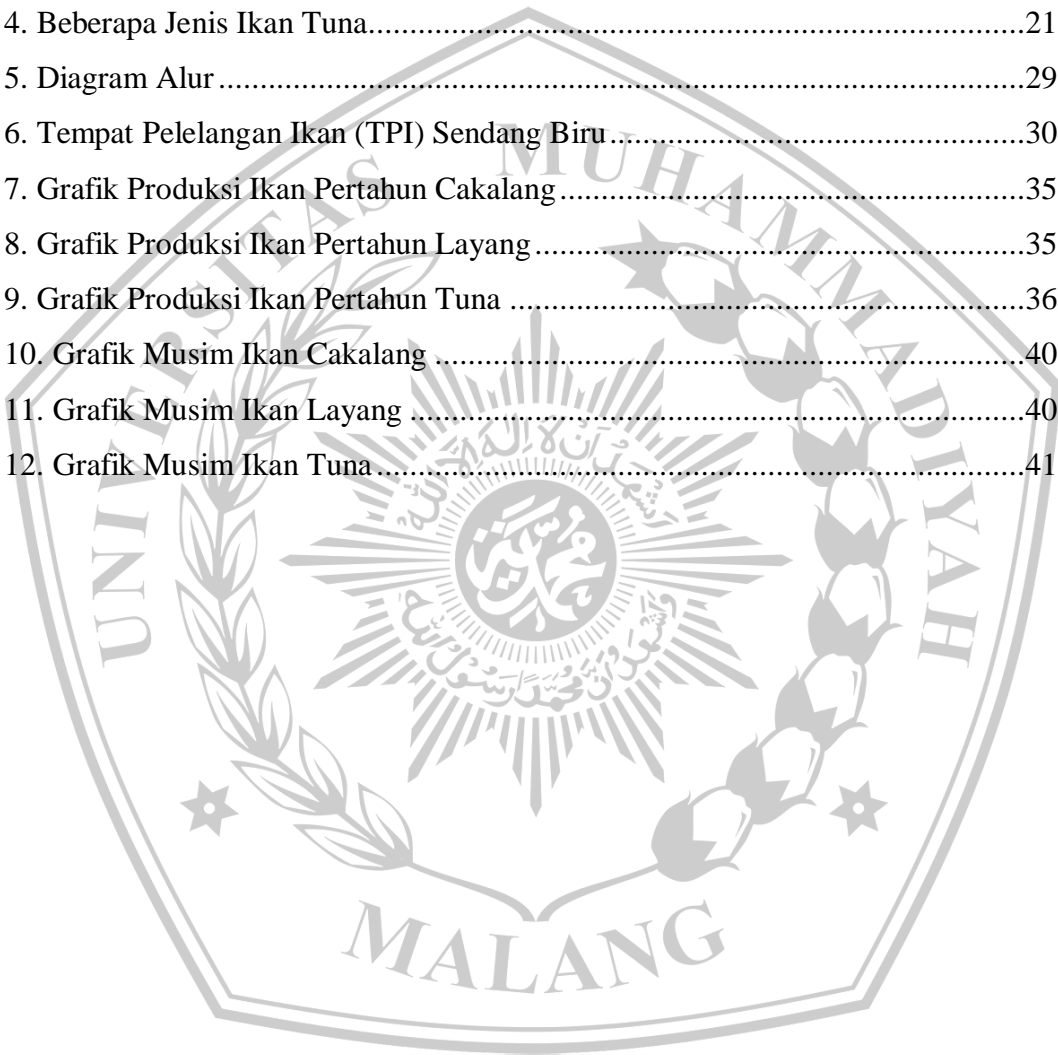 4. Beberapa Jenis Ikan Tuna...............................................................................21
5. Diagram Alur...................................................................................................29
6. Tempat Pelelangan Ikan (TPI) Sendang Biru..................................................30
7. Grafik Produksi Ikan Pertahun Cakalang........................................................35
8. Grafik Produksi Ikan Pertahun Layang...........................................................35
9. Grafik Produksi Ikan Pertahun Tuna ..............................................................36
10. Grafik Musim Ikan Cakalang ........................................................................40
11. Grafik Musim Ikan Layang ...........................................................................40
12. Grafik Musim Ikan Tuna...............................................................................41
UNIVERSITAS MUHAMMADIYAH
MALANG